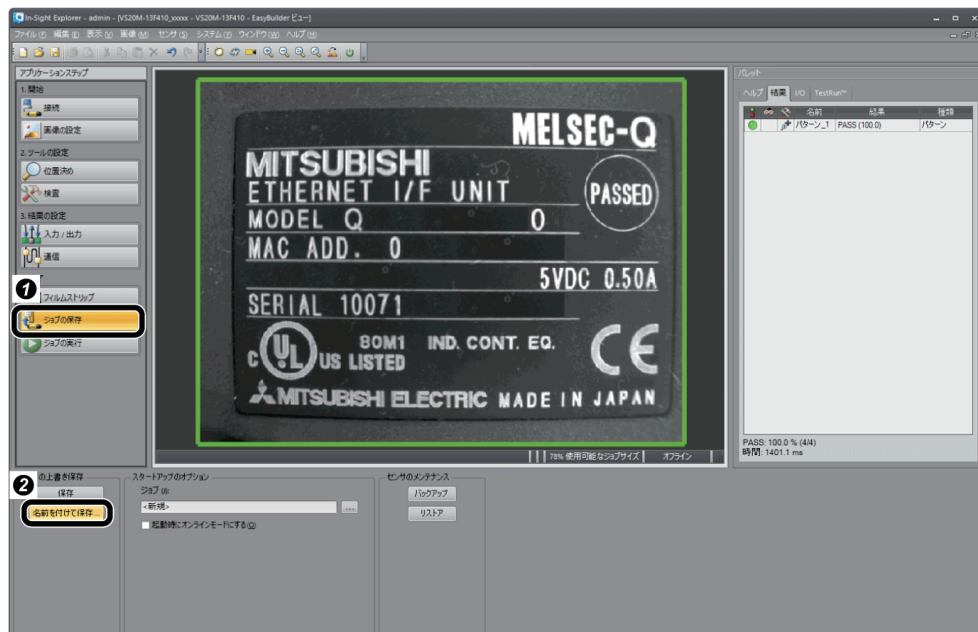 In-Sight Explorer - admin - [VS20M-13F410_xxxxx - VS20M-13F410 - EasyBuilder ビュー]
ファイル(F) 編集(E) 表示(V) 画像(M) センサ(S) システム(Y) ウィンドウ(W) ヘルプ(H)
アプリケーションステップ
1. 開始
接続
画像の設定
2. ツールの設定
位置決め
検査
3. 結果の設定
入力 / 出力
通信
1
フィルムストリップ
ジョブの保存
ジョブの実行
MELSEC-Q
MITSUBISHI
ETHERNET I/F UNIT
PASSED
MODEL Q 0
MAC ADD. 0
5VDC 0.50A
SERIAL 10071
C UL US LISTED
80M1 IND. CONT. EQ.
CE
MITSUBISHI ELECTRIC MADE IN JAPAN
78% 使用可能なジョブサイズ オフライン
パレット
ヘルプ 結果 I/O TestRun™
名前 結果 種類
パターン_1 PASS (100.0) パターン
PASS: 100.0 % (4/4)
時間: 1401.1 ms
2
の上書き保存
保存
名前を付けて保存...
スタートアップのオプション
ジョブ(J):
<新規>
...
起動時にオンラインモードにする(O)
センサのメンテナンス
バックアップ
リストア